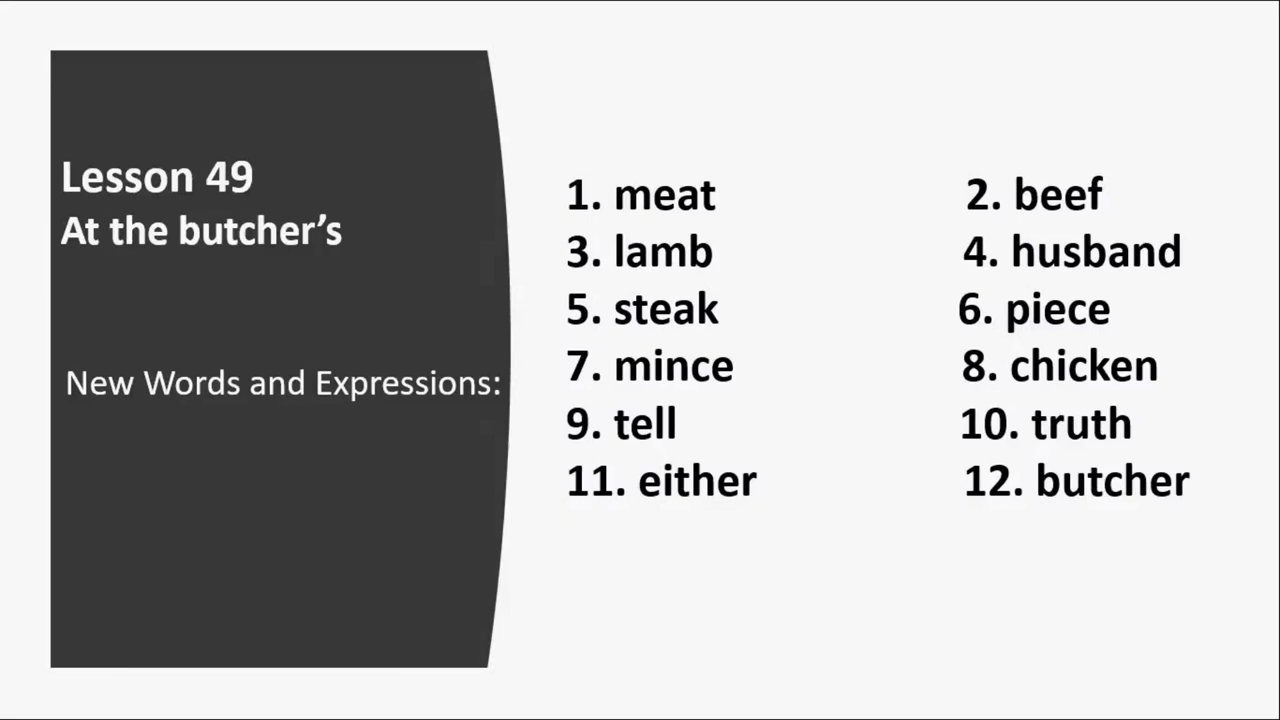 Lesson 49
At the butcher’s
New Words and Expressions:
1. meat 2. beef
3. lamb 4. husband
5. steak 6. piece
7. mince 8. chicken
9. tell 10. truth
11. either 12. butcher